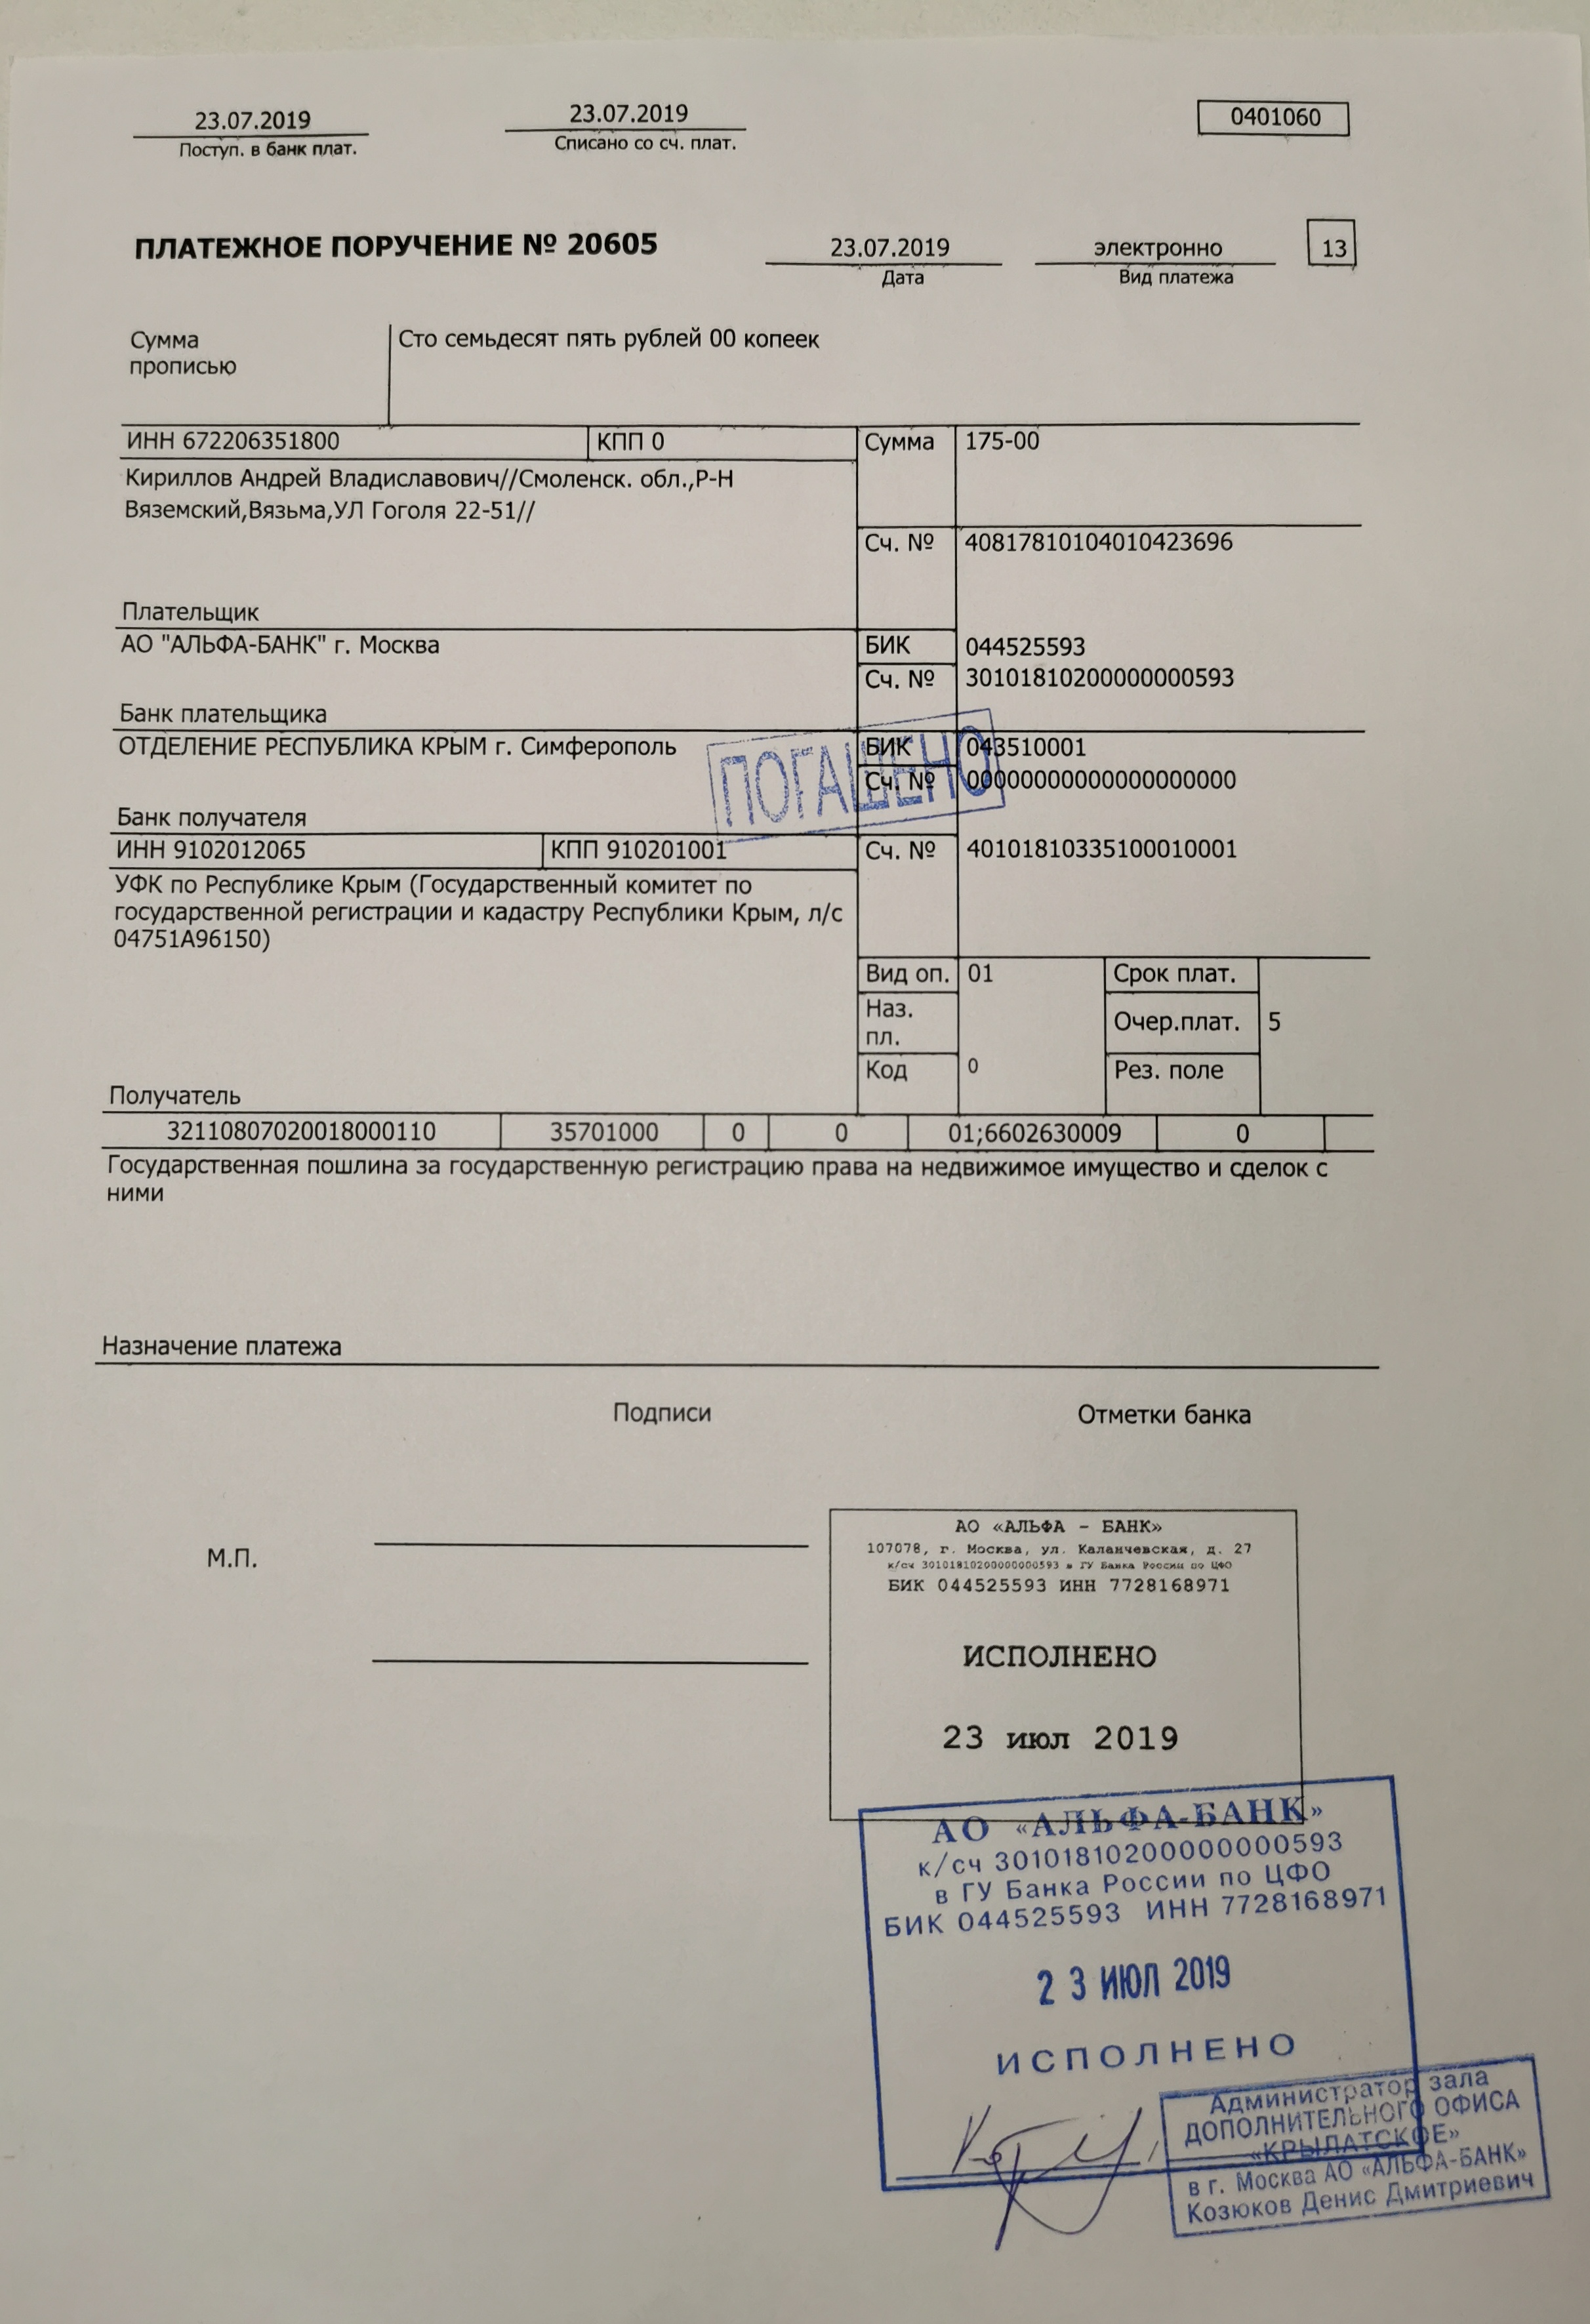 23.07.2019
Поступ. в банк плат.
23.07.2019
Списано со сч. плат.
0401060
ПЛАТЕЖНОЕ ПОРУЧЕНИЕ № 20605
23.07.2019
Дата
электронно
Вид платежа
13
Сумма
прописью
Сто семьдесят пять рублей 00 копеек
ИНН 672206351800
КПП 0
Сумма
175-00
Кириллов Андрей Владиславович//Смоленск. обл.,Р-Н
Вяземский,Вязьма,УЛ Гоголя 22-51//
Сч. №
40817810104010423696
Плательщик
АО "АЛЬФА-БАНК" г. Москва
БИК
044525593
Сч. №
30101810200000000593
Банк плательщика
ОТДЕЛЕНИЕ РЕСПУБЛИКА КРЫМ г. Симферополь
БИК
043510001
Сч. №
00000000000000000000
ПОГАШЕНО
Банк получателя
ИНН 9102012065
КПП 910201001
Сч. №
40101810335100010001
УФК по Республике Крым (Государственный комитет по
государственной регистрации и кадастру Республики Крым, л/с
04751А96150)
Вид оп.
01
Срок плат.
Наз.
пл.
Очер.плат.
5
Код
0
Рез. поле
Получатель
32110807020018000110
35701000
0
0
01;6602630009
0
Государственная пошлина за государственную регистрацию права на недвижимое имущество и сделок с
ними
Назначение платежа
Подписи
Отметки банка
М.П.
АО «АЛЬФА - БАНК»
107078, г. Москва, ул. Каланчевская, д. 27
к/сч 30101810200000000593 в ГУ Банка России по ЦФО
БИК 044525593 ИНН 7728168971
ИСПОЛНЕНО
23 июл 2019
АО «АЛЬФА-БАНК»
к/сч 30101810200000000593
в ГУ Банка России по ЦФО
БИК 044525593 ИНН 7728168971
23 ИЮЛ 2019
ИСПОЛНЕНО
Администратор зала
ДОПОЛНИТЕЛЬНОГО ОФИСА
«КРЫЛАТСКОЕ»
в г. Москва АО «АЛЬФА-БАНК»
Козюков Денис Дмитриевич